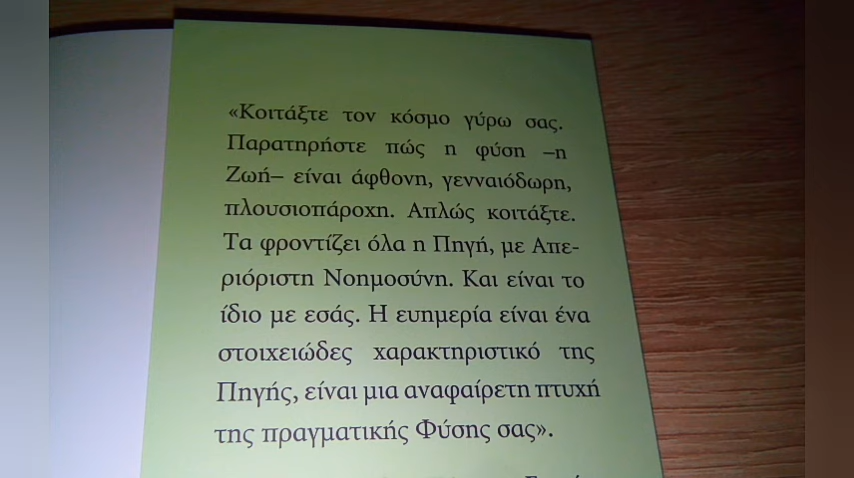 «Κοιτάξτε τον κόσμο γύρω σας.
Παρατηρήστε πώς η φύση –η
Ζωή– είναι άφθονη, γενναιόδωρη,
πλουσιοπάροχη. Απλώς κοιτάξτε.
Τα φροντίζει όλα η Πηγή, με Απε-
ριόριστη Νοημοσύνη. Και είναι το
ίδιο με εσάς. Η ευημερία είναι ένα
στοιχειώδες χαρακτηριστικό της
Πηγής, είναι μια αναφαίρετη πτυχή
της πραγματικής Φύσης σας».